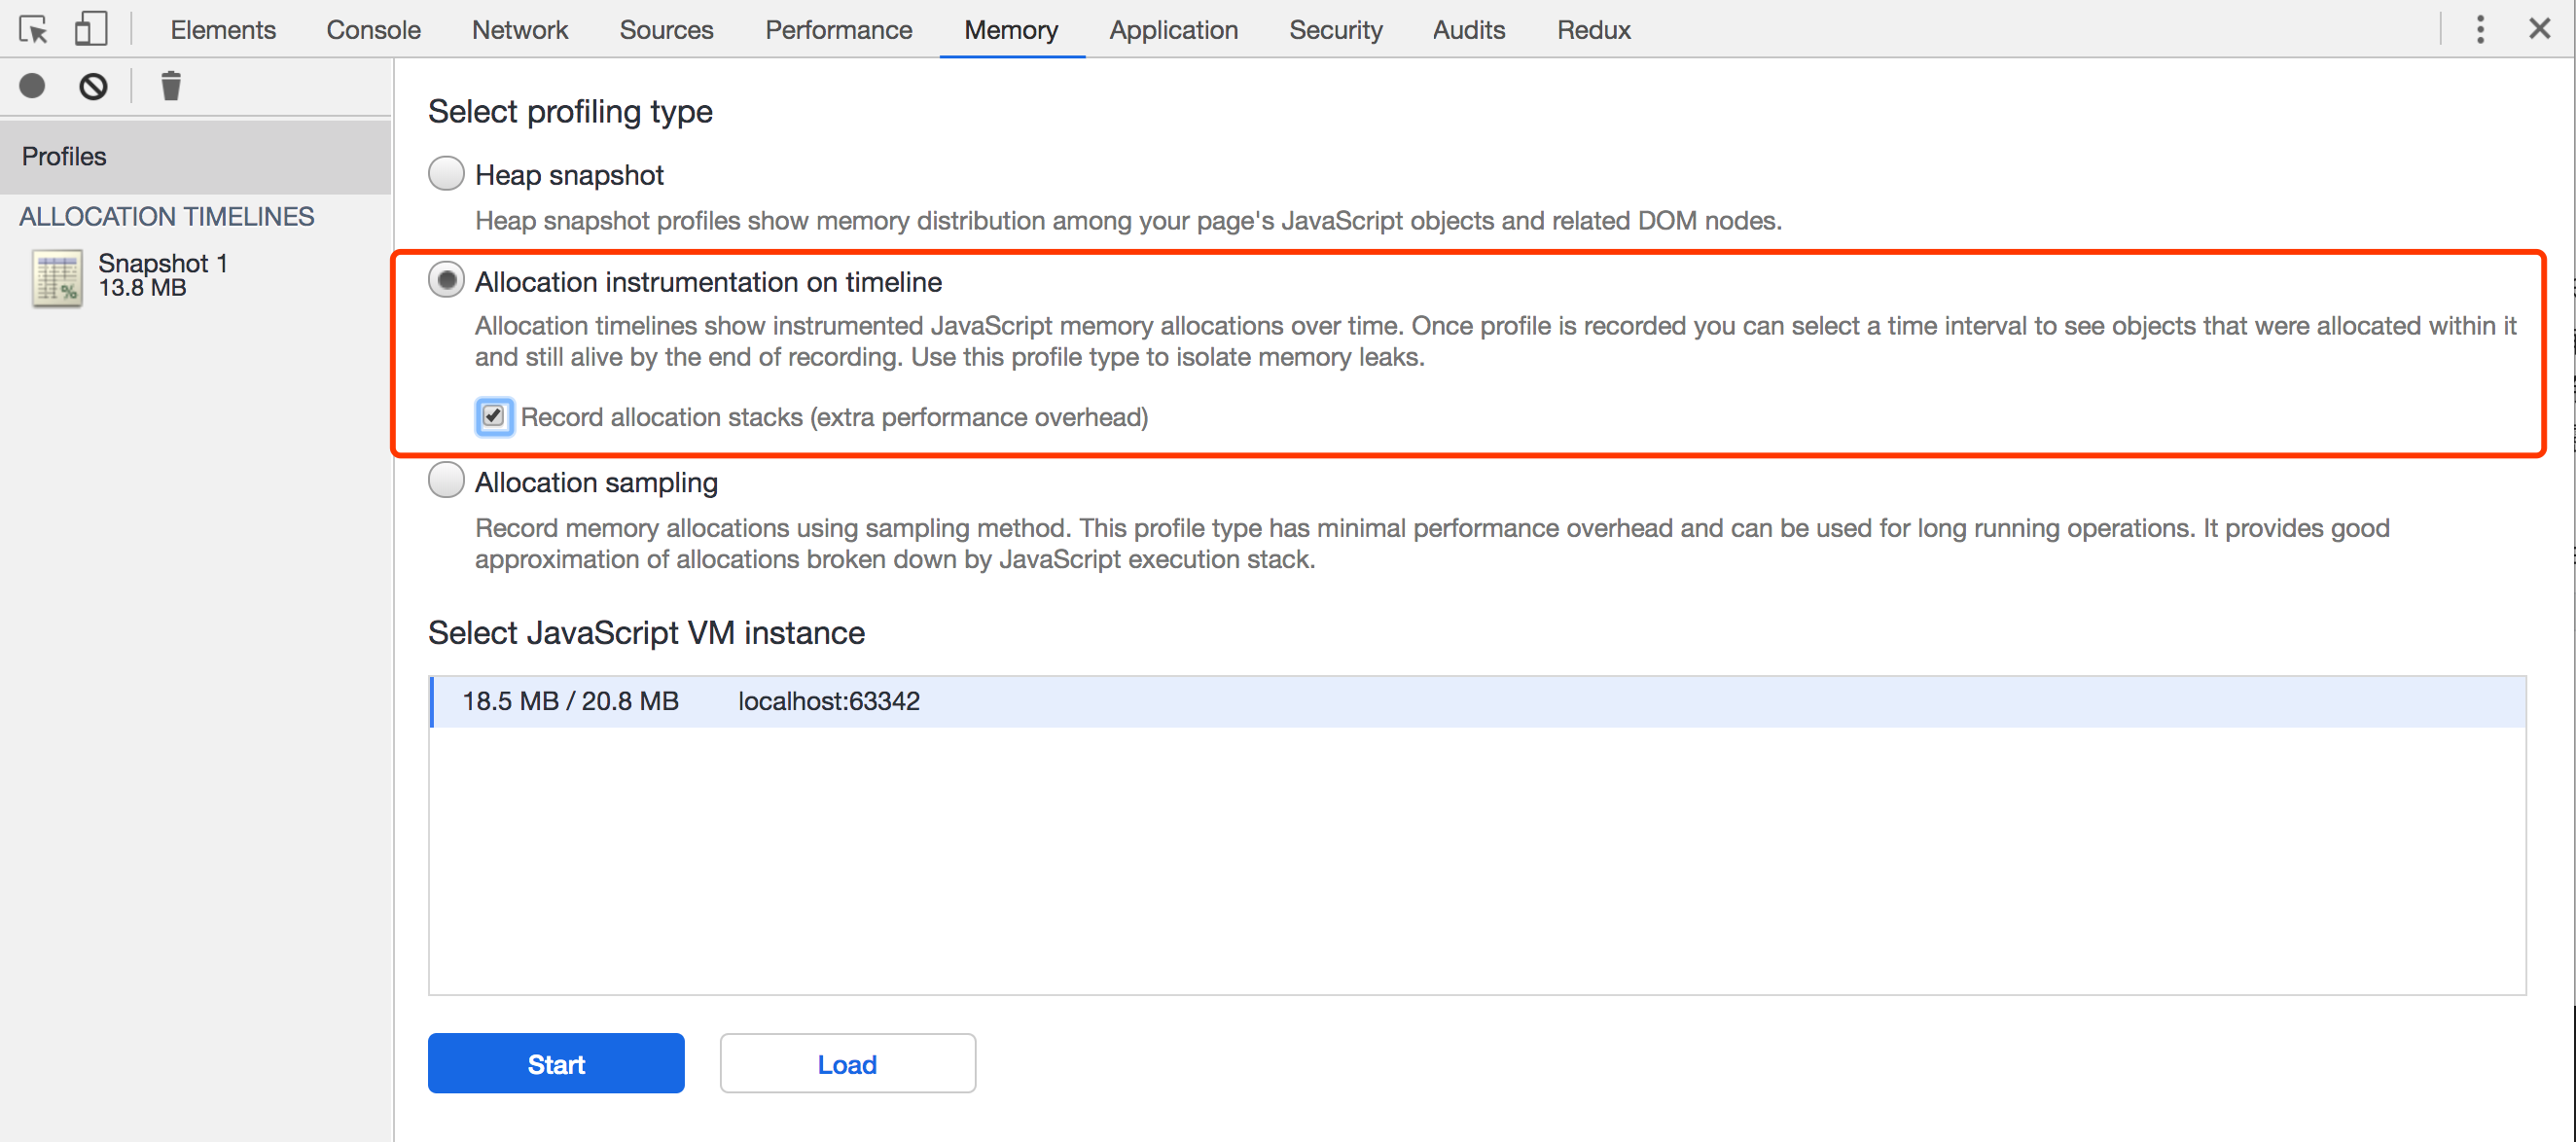 Elements Console Network Sources Performance Memory Application Security Audits Redux
Profiles
ALLOCATION TIMELINES
Snapshot 1
13.8 MB
Select profiling type
Heap snapshot
Heap snapshot profiles show memory distribution among your page's JavaScript objects and related DOM nodes.
Allocation instrumentation on timeline
Allocation timelines show instrumented JavaScript memory allocations over time. Once profile is recorded you can select a time interval to see objects that were allocated within it
and still alive by the end of recording. Use this profile type to isolate memory leaks.
Record allocation stacks (extra performance overhead)
Allocation sampling
Record memory allocations using sampling method. This profile type has minimal performance overhead and can be used for long running operations. It provides good
approximation of allocations broken down by JavaScript execution stack.
Select JavaScript VM instance
18.5 MB / 20.8 MB localhost:63342
Start Load